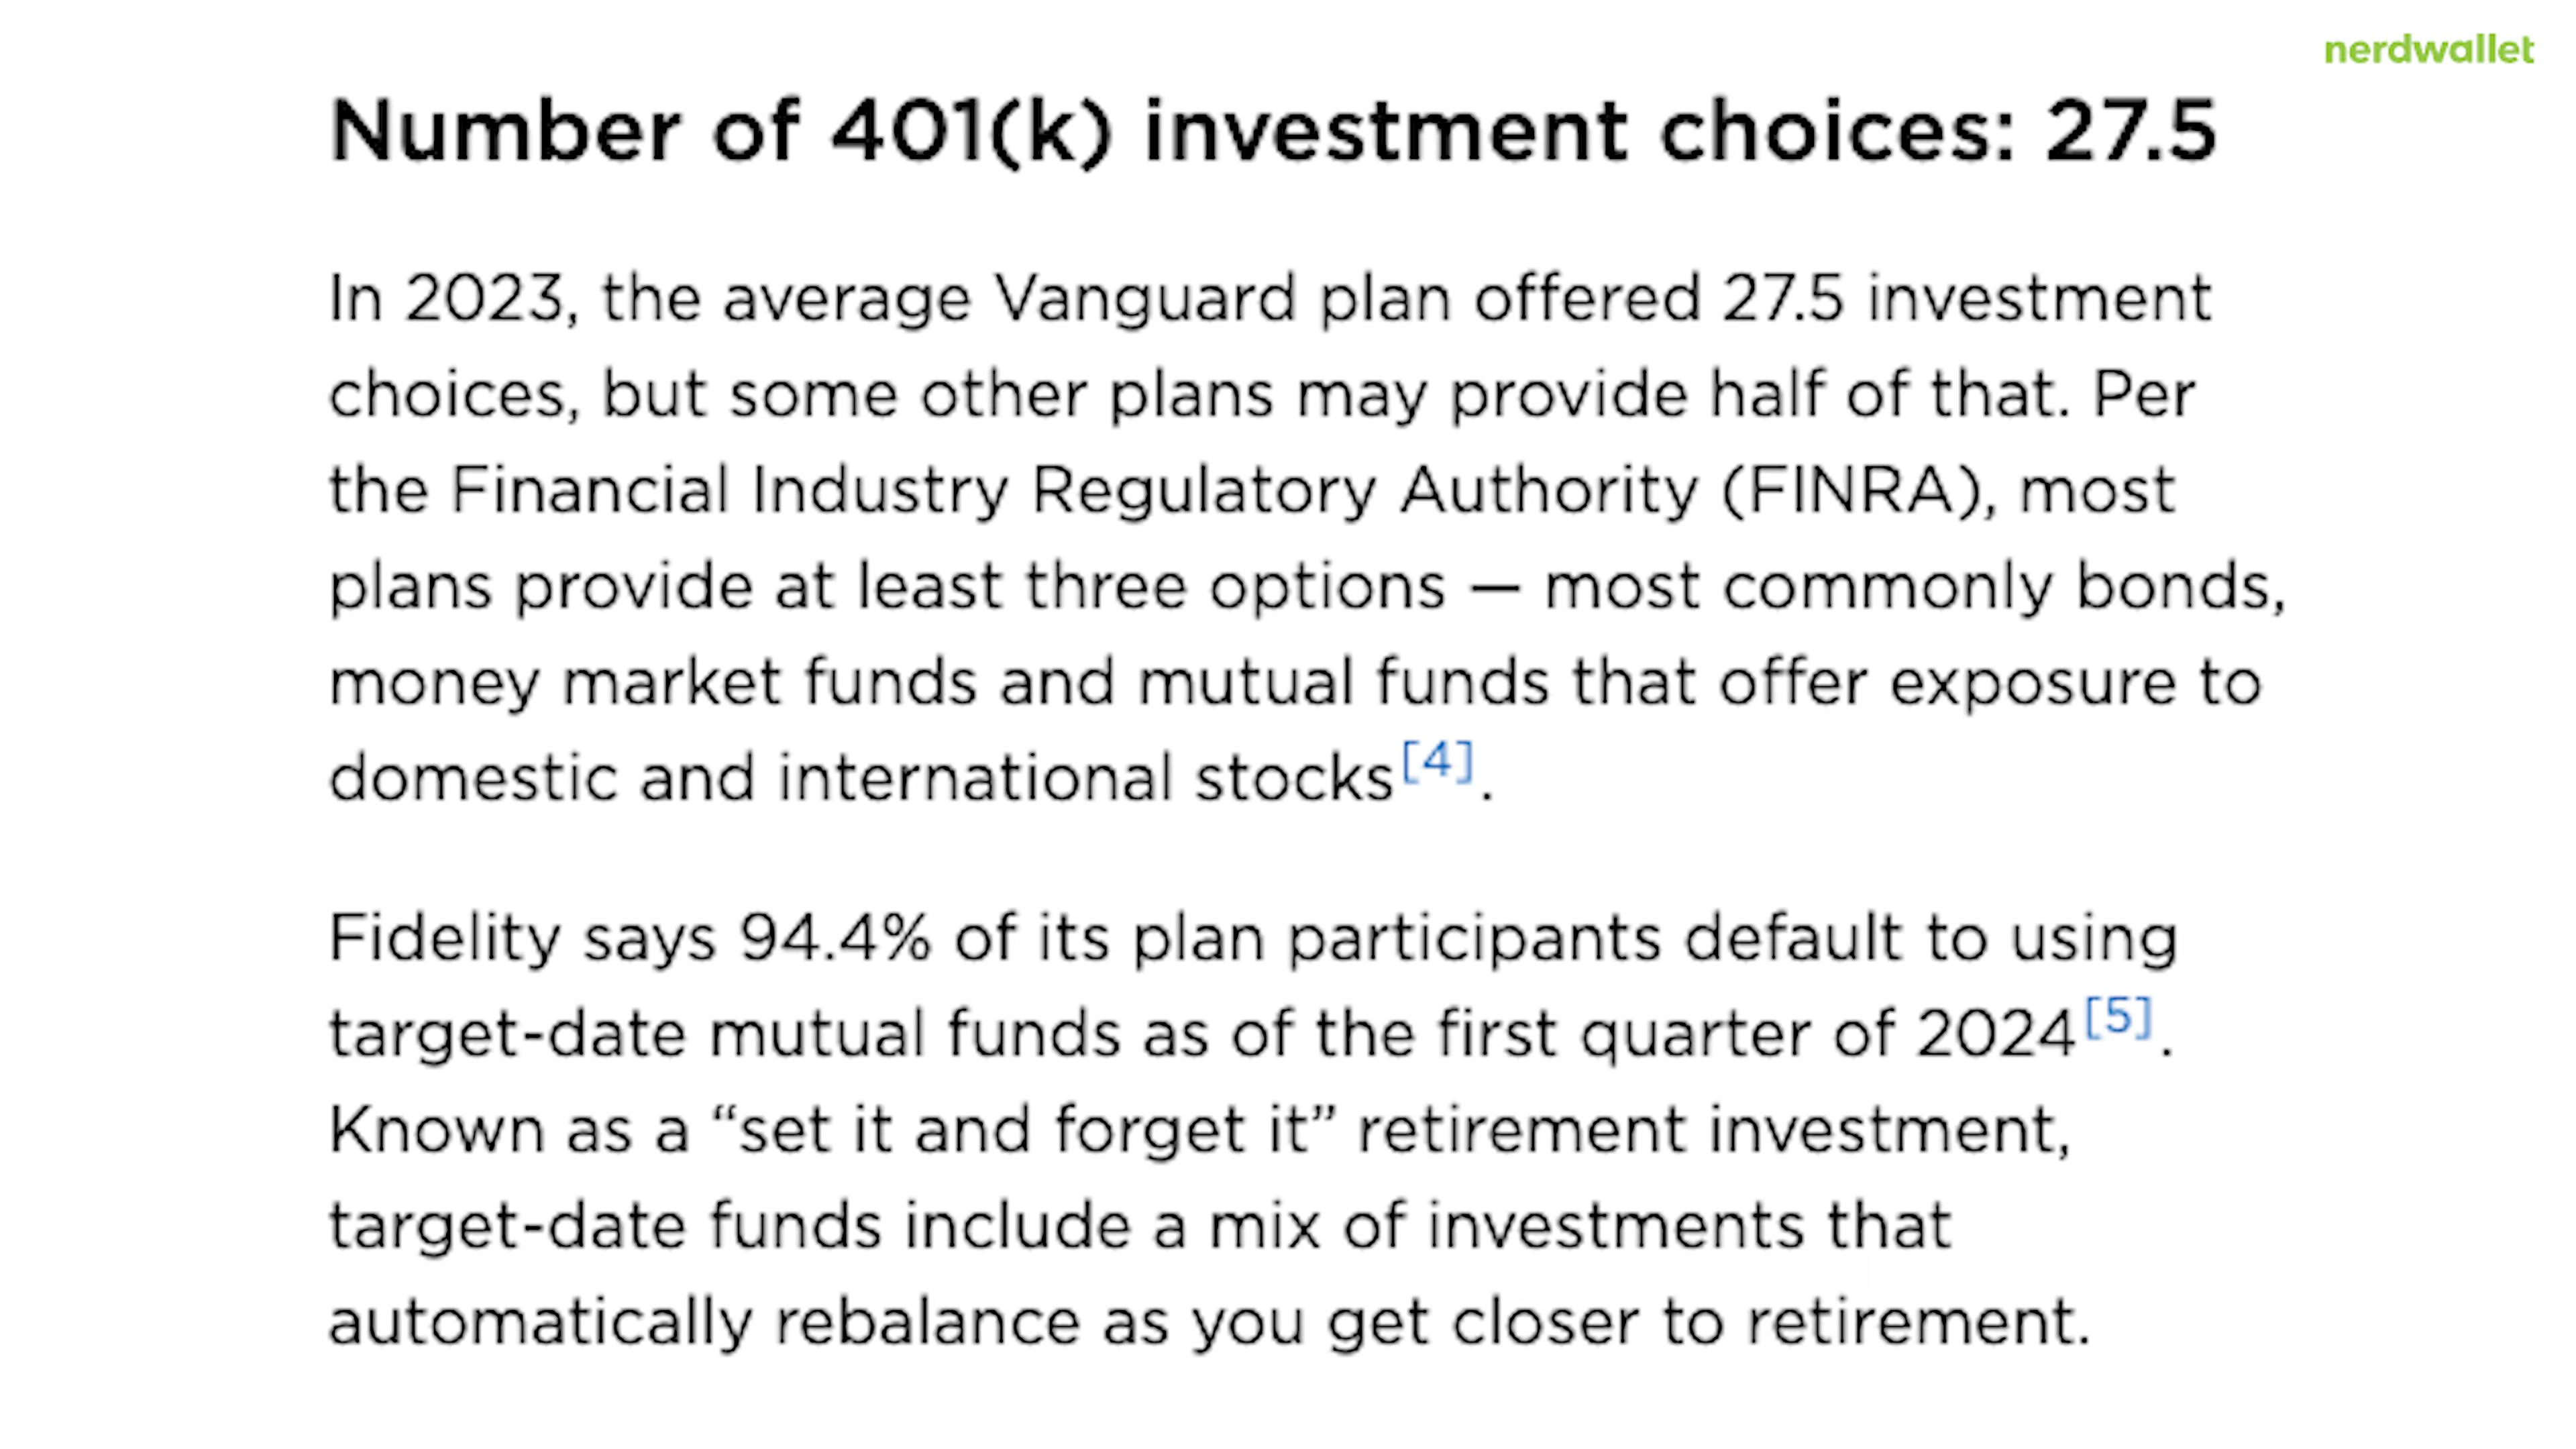 nerdwallet
Number of 401(k) investment choices: 27.5
In 2023, the average Vanguard plan offered 27.5 investment
choices, but some other plans may provide half of that. Per
the Financial Industry Regulatory Authority (FINRA), most
plans provide at least three options — most commonly bonds,
money market funds and mutual funds that offer exposure to
domestic and international stocks[4].
Fidelity says 94.4% of its plan participants default to using
target-date mutual funds as of the first quarter of 2024[5].
Known as a “set it and forget it” retirement investment,
target-date funds include a mix of investments that
automatically rebalance as you get closer to retirement.